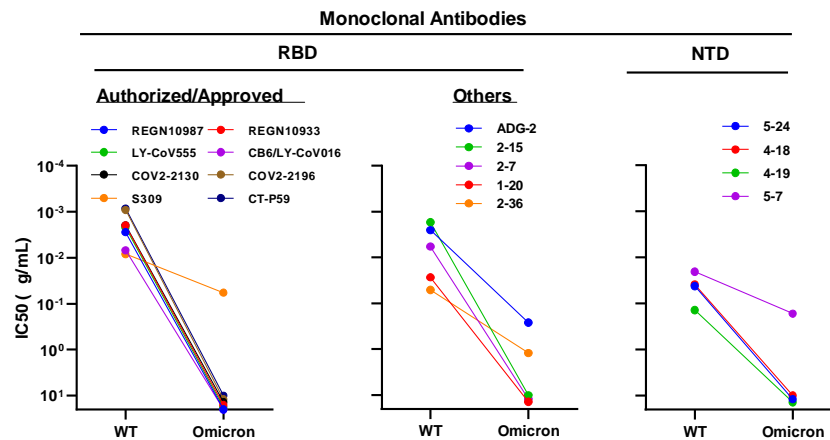 Monoclonal Antibodies
RBD
NTD
Authorized/Approved
Others
REGN10987
REGN10933
LY-CoV555
CB6/LY-CoV016
COV2-2130
COV2-2196
S309
CT-P59
ADG-2
2-15
2-7
1-20
2-36
5-24
4-18
4-19
5-7
IC50 ( g/mL)
10-4
10-3
10-2
10-1
100
101
WT
Omicron
WT
Omicron
WT
Omicron